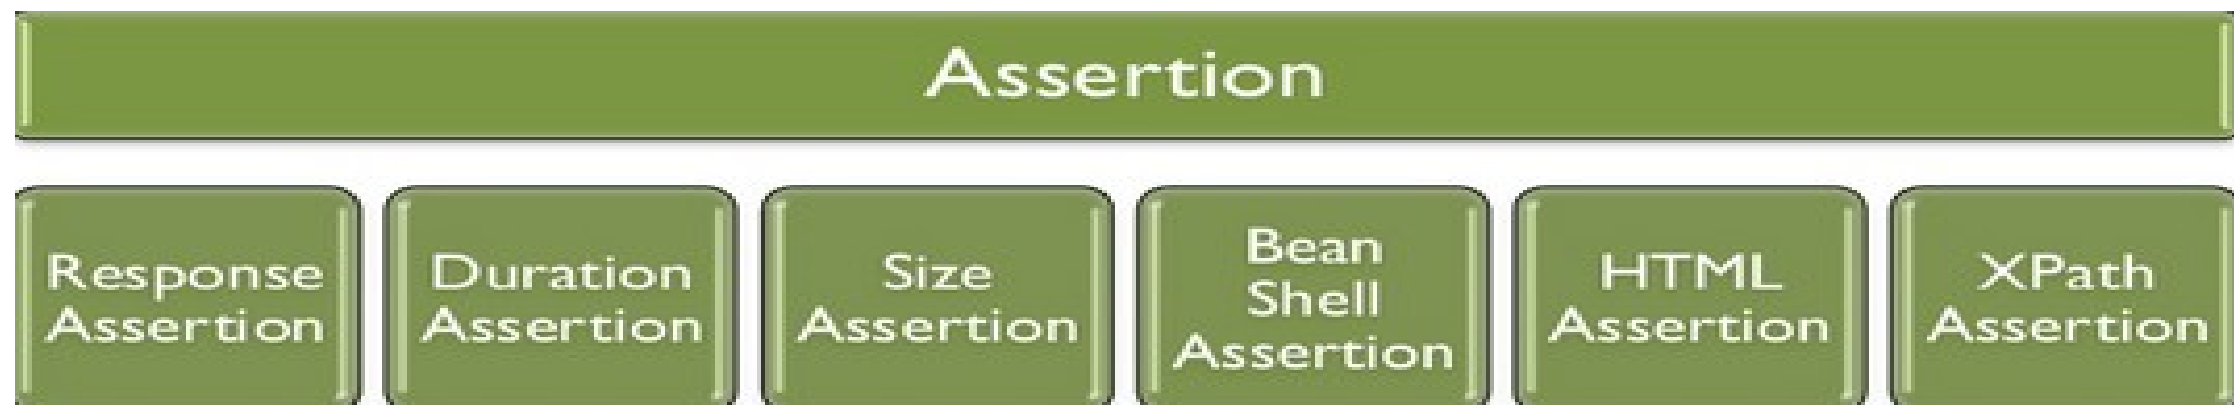 Assertion
Response
Assertion
Duration
Assertion
Size
Assertion
Bean
Shell
Assertion
HTML
Assertion
XPath
Assertion